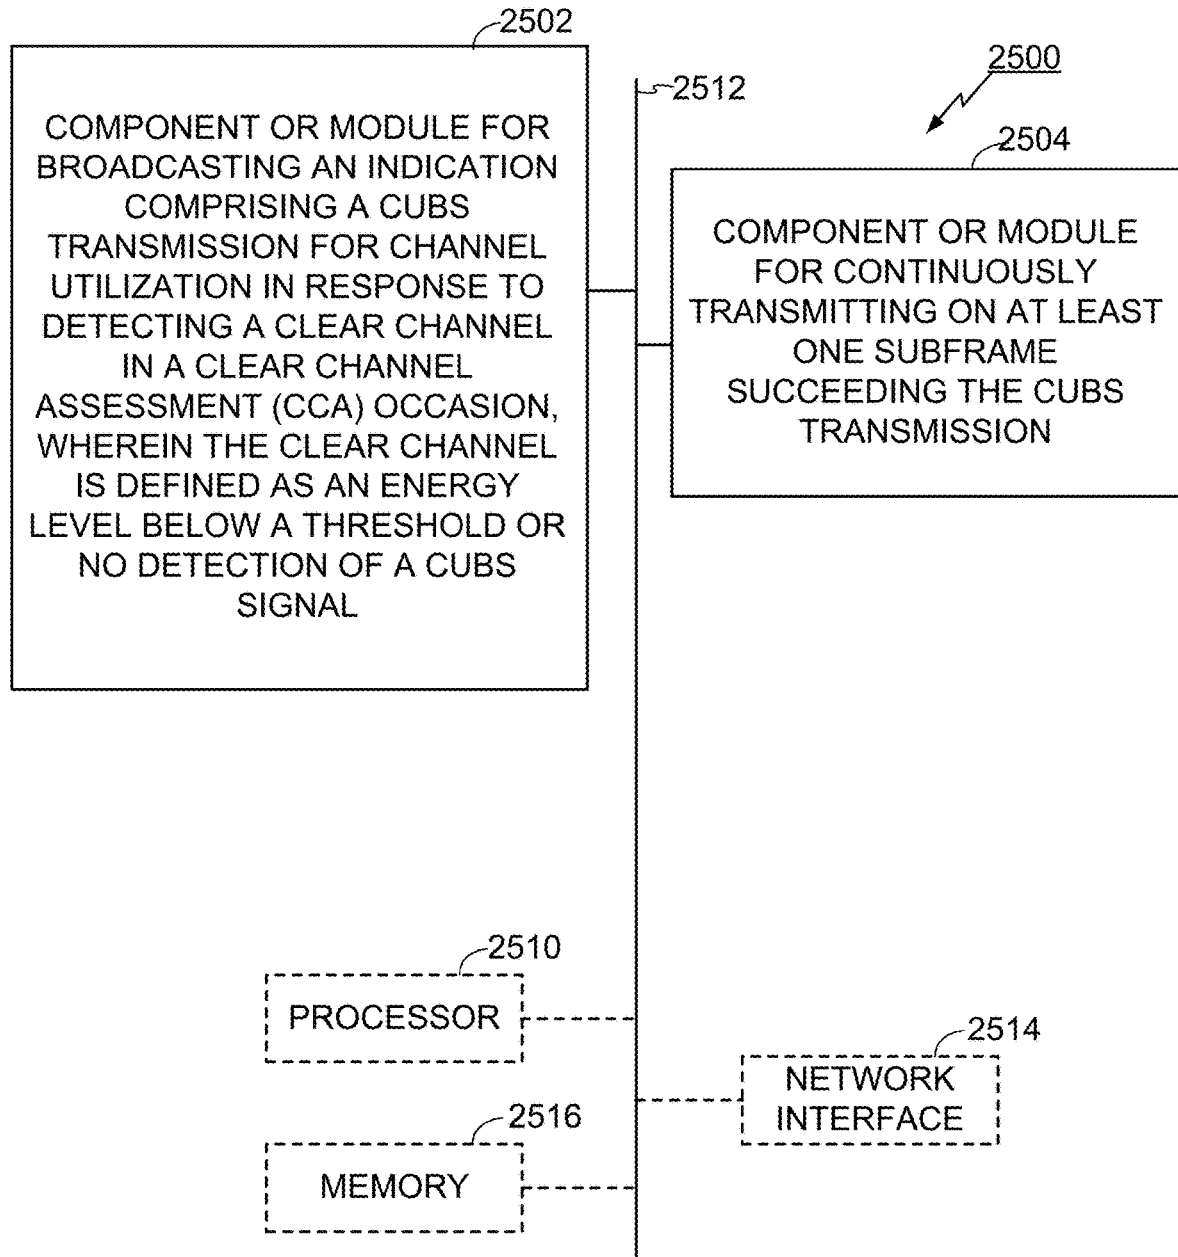 2502
COMPONENT OR MODULE FOR
BROADCASTING AN INDICATION
COMPRISING A CUBS
TRANSMISSION FOR CHANNEL
UTILIZATION IN RESPONSE TO
DETECTING A CLEAR CHANNEL
IN A CLEAR CHANNEL
ASSESSMENT (CCA) OCCASION,
WHEREIN THE CLEAR CHANNEL
IS DEFINED AS AN ENERGY
LEVEL BELOW A THRESHOLD OR
NO DETECTION OF A CUBS
SIGNAL
2512
2500
2504
COMPONENT OR MODULE
FOR CONTINUOUSLY
TRANSMITTING ON AT LEAST
ONE SUBFRAME
SUCCEEDING THE CUBS
TRANSMISSION
2510
PROCESSOR
2514
NETWORK
INTERFACE
2516
MEMORY